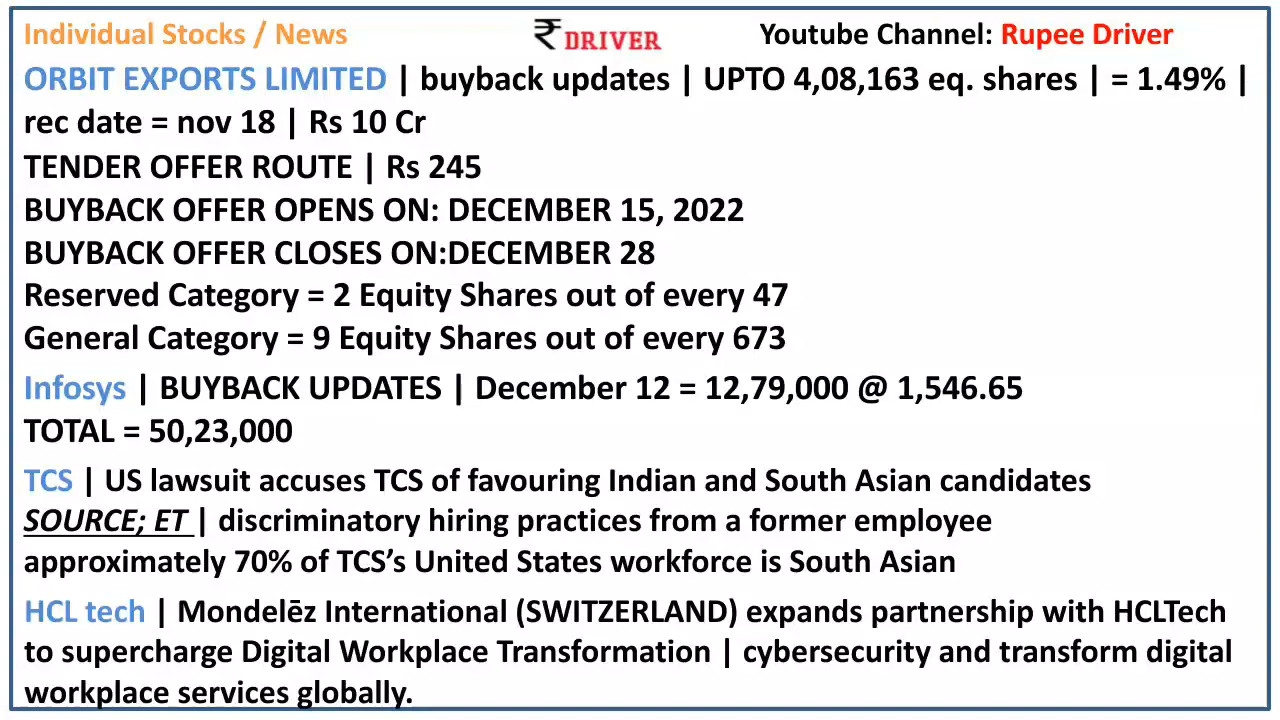 Individual Stocks / News
₹ DRIVER
Youtube Channel: Rupee Driver
ORBIT EXPORTS LIMITED | buyback updates | UPTO 4,08,163 eq. shares | = 1.49% |
rec date = nov 18 | Rs 10 Cr
TENDER OFFER ROUTE | Rs 245
BUYBACK OFFER OPENS ON: DECEMBER 15, 2022
BUYBACK OFFER CLOSES ON:DECEMBER 28
Reserved Category = 2 Equity Shares out of every 47
General Category = 9 Equity Shares out of every 673
Infosys | BUYBACK UPDATES | December 12 = 12,79,000 @ 1,546.65
TOTAL = 50,23,000
TCS | US lawsuit accuses TCS of favouring Indian and South Asian candidates
SOURCE; ET | discriminatory hiring practices from a former employee
approximately 70% of TCS’s United States workforce is South Asian
HCL tech | Mondelēz International (SWITZERLAND) expands partnership with HCLTech
to supercharge Digital Workplace Transformation | cybersecurity and transform digital
workplace services globally.